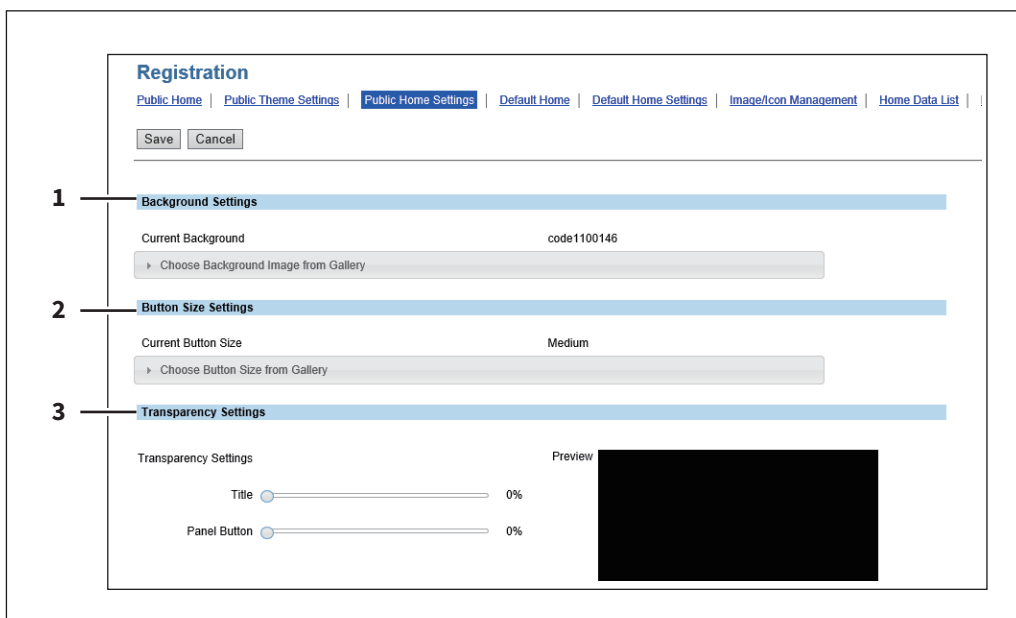 Registration
Public Home | Public Theme Settings | Public Home Settings | Default Home | Default Home Settings | Image/Icon Management | Home Data List |
Save Cancel
1 Background Settings
Current Background code1100146
Choose Background Image from Gallery
2 Button Size Settings
Current Button Size Medium
Choose Button Size from Gallery
3 Transparency Settings
Transparency Settings Preview
Title 0%
Panel Button 0%